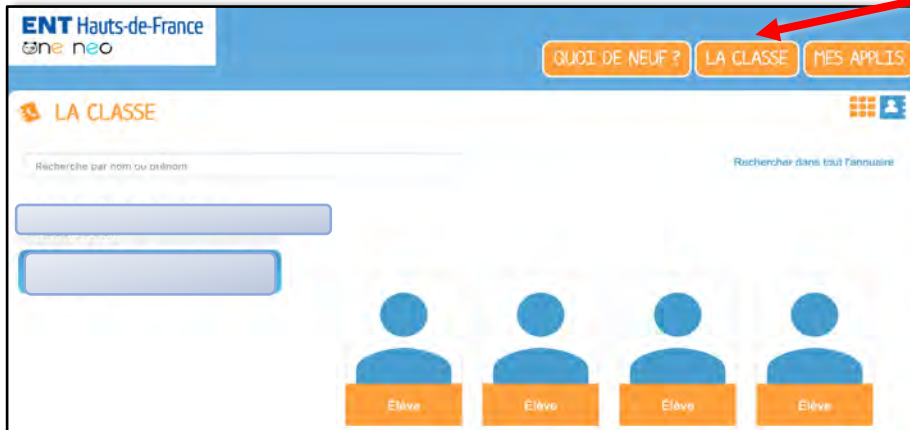 ENT Hauts-de-France
One neo
QUOI DE NEUF ? LA CLASSE MES APPLIS
LA CLASSE
Recherche par nom ou prénom
Rechercher dans tout l'annuaire
Élève Élève Élève Élève